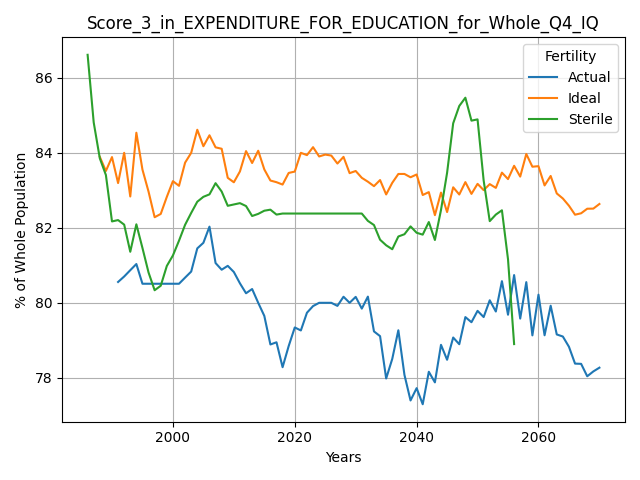 Score_3_in_EXPENDITURE_FOR_EDUCATION_for_Whole_Q4_IQ
Fertility
Actual
Ideal
Sterile
% of Whole Population
86
84
82
80
78
2000
2020
2040
2060
Years